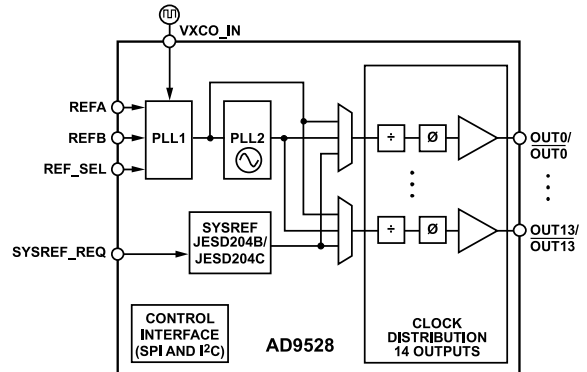 VXCO_IN
REFA
REFB
REF_SEL
PLL1
PLL2
÷
Ø
OUT0/
OUT0
SYSREF_REQ
SYSREF
JESD204B/
JESD204C
÷
Ø
OUT13/
OUT13
CONTROL
INTERFACE
(SPI AND I²C)
AD9528
CLOCK
DISTRIBUTION
14 OUTPUTS